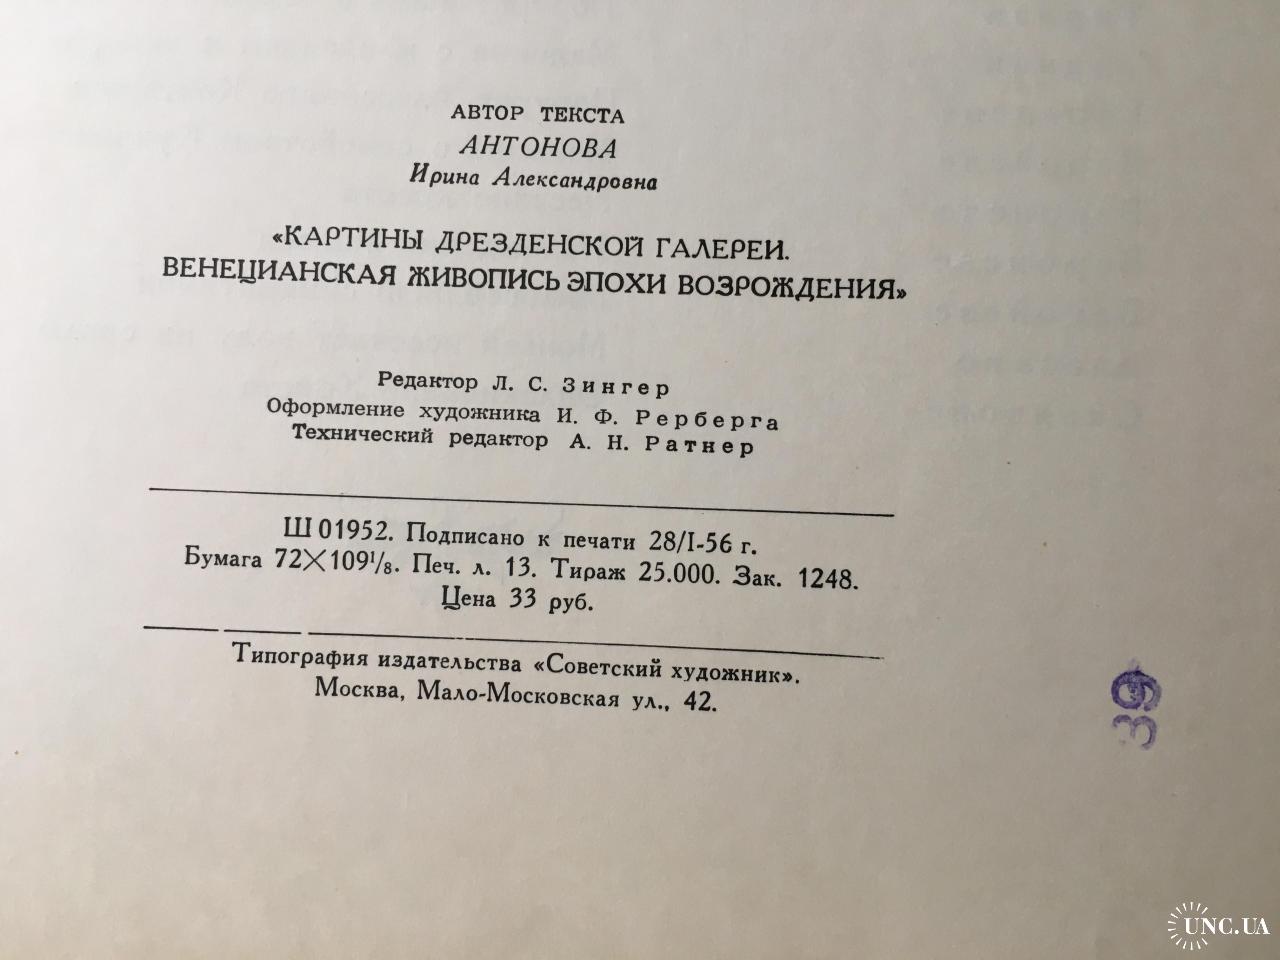 АВТОР ТЕКСТА
АНТОНОВА
Ирина Александровна
«КАРТИНЫ ДРЕЗДЕНСКОЙ ГАЛЕРЕИ.
ВЕНЕЦИАНСКАЯ ЖИВОПИСЬ ЭПОХИ ВОЗРОЖДЕНИЯ»
Редактор Л. С. Зингер
Оформление художника И. Ф. Рерберга
Технический редактор А. Н. Ратнер
Ш 01952. Подписано к печати 28/I-56 г.
Бумага 72×109¹/₈. Печ. л. 13. Тираж 25.000. Зак. 1248.
Цена 33 руб.
Типография издательства «Советский художник».
Москва, Мало-Московская ул., 42.
UNC.UA